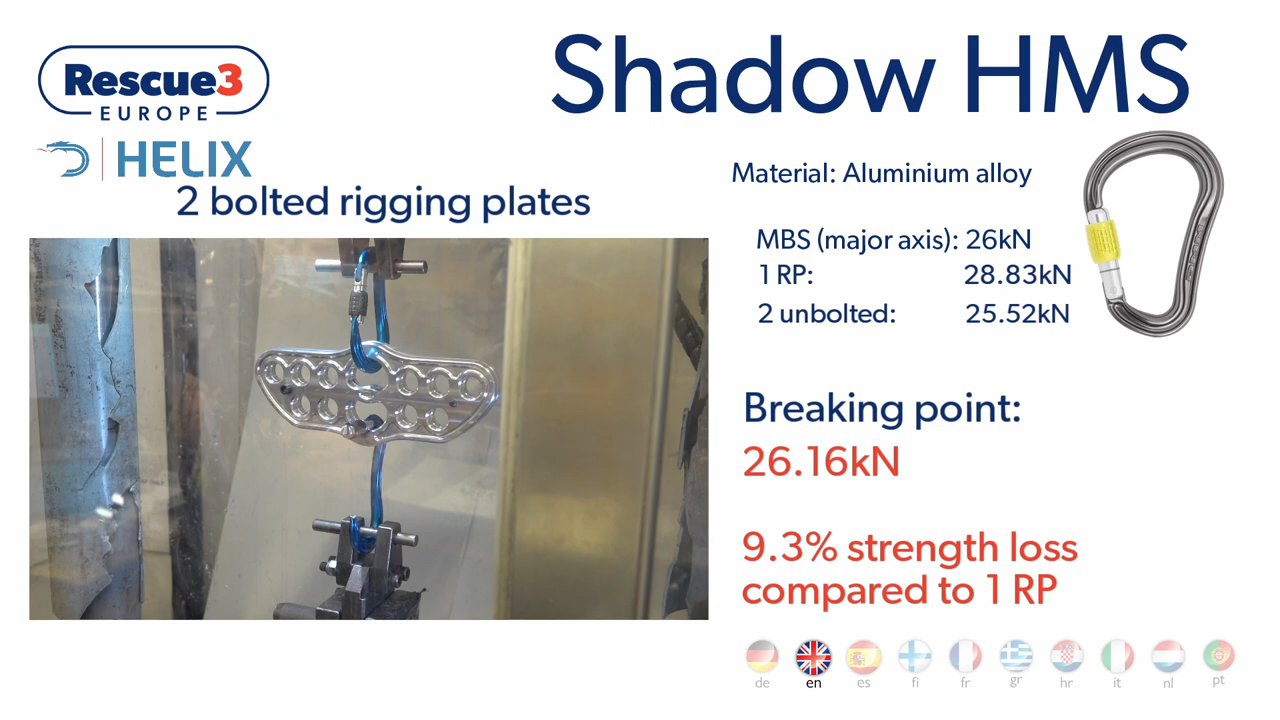 Rescue3
EUROPE
HELIX
2 bolted rigging plates
Shadow HMS
Material: Aluminium alloy
MBS (major axis): 26kN
1 RP: 28.83kN
2 unbolted: 25.52kN
Breaking point:
26.16kN
9.3% strength loss
compared to 1 RP
de en es fi fr gr hr it nl pt